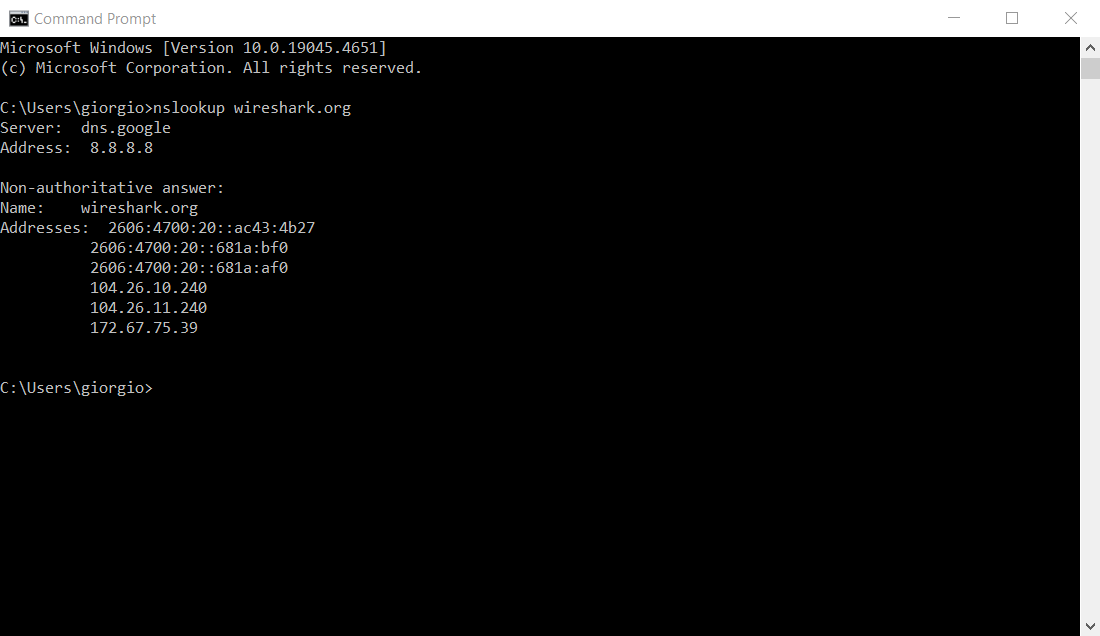 Command Prompt
Microsoft Windows [Version 10.0.19045.4651]
(c) Microsoft Corporation. All rights reserved.
C:\Users\giorgio>nslookup wireshark.org
Server:  dns.google
Address:  8.8.8.8
Non-authoritative answer:
Name:    wireshark.org
Addresses:  2606:4700:20::ac43:4b27
2606:4700:20::681a:bf0
2606:4700:20::681a:af0
104.26.10.240
104.26.11.240
172.67.75.39
C:\Users\giorgio>